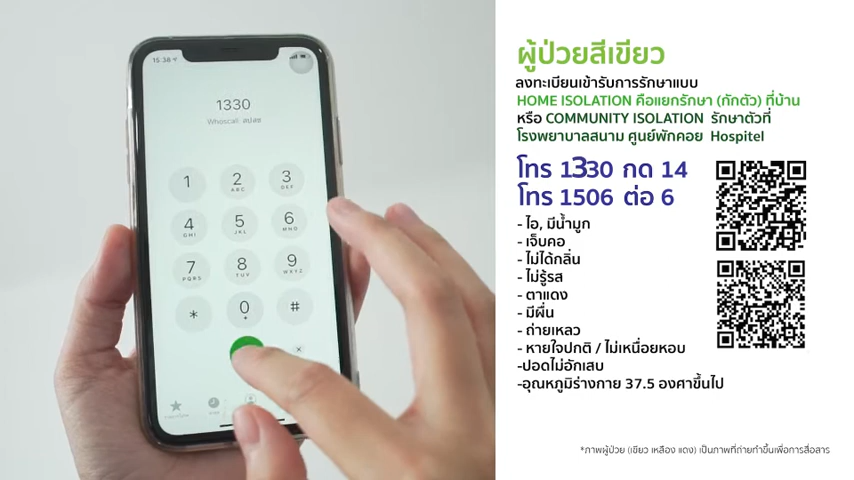 15:38
1330
Whoscall สปสช
1
2
ABC
3
DEF
4
GHI
5
JKL
6
MNO
7
PQRS
8
TUV
9
WXYZ
*
0
+
#
ผู้ป่วยสีเขียว
ลงทะเบียนเข้ารับการรักษาแบบ
HOME ISOLATION คือแยกรักษา (กักตัว) ที่บ้าน
หรือ COMMUNITY ISOLATION รักษาตัวที่
โรงพยาบาลสนาม ศูนย์พักคอย Hospitel
โทร 1330 กด 14
โทร 1506 ต่อ 6
- ไอ, มีน้ำมูก
- เจ็บคอ
- ไม่ได้กลิ่น
- ไม่รู้รส
- ตาแดง
- มีผื่น
- ถ่ายเหลว
- หายใจปกติ / ไม่เหนื่อยหอบ
-ปอดไม่อักเสบ
-อุณหภูมิร่างกาย 37.5 องศาขึ้นไป
*ภาพผู้ป่วย (เขียว เหลือง แดง) เป็นภาพที่ถ่ายทำขึ้นเพื่อการสื่อสาร